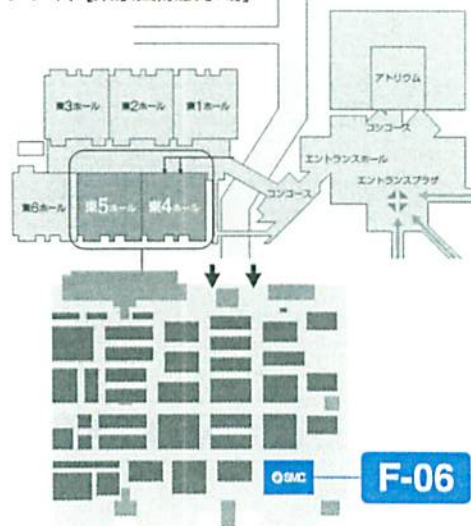 アトリウム
東3ホール 東2ホール 東1ホール
コンコース
エントランスホール
エントランスプラザ
コンコース
東6ホール 東5ホール 東4ホール
SMC
F-06